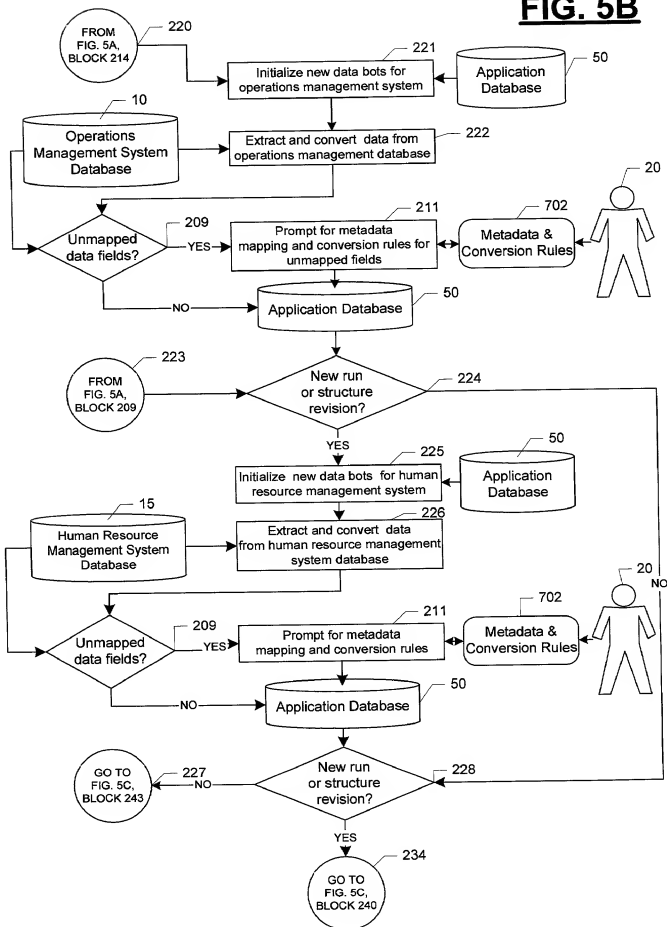 FIG. 5B
FROM
FIG. 5A,
BLOCK 214
220
221
Initialize new data bots for
operations management system
50
Application
Database
10
Operations
Management System
Database
222
Extract and convert data from
operations management database
20
209
Unmapped
data fields?
YES
211
Prompt for metadata
mapping and conversion rules for
unmapped fields
702
Metadata &
Conversion Rules
NO
50
Application Database
223
FROM
FIG. 5A,
BLOCK 209
New run
or structure
revision?
224
YES
225
Initialize new data bots for human
resource management system
50
Application
Database
226
15
Human Resource
Management System
Database
Extract and convert data
from human resource management
system database
NO
20
209
Unmapped
data fields?
YES
211
Prompt for metadata
mapping and conversion rules
702
Metadata &
Conversion Rules
NO
50
Application Database
GO TO
FIG. 5C,
BLOCK 243
227
NO
New run
or structure
revision?
228
YES
234
GO TO
FIG. 5C,
BLOCK 240